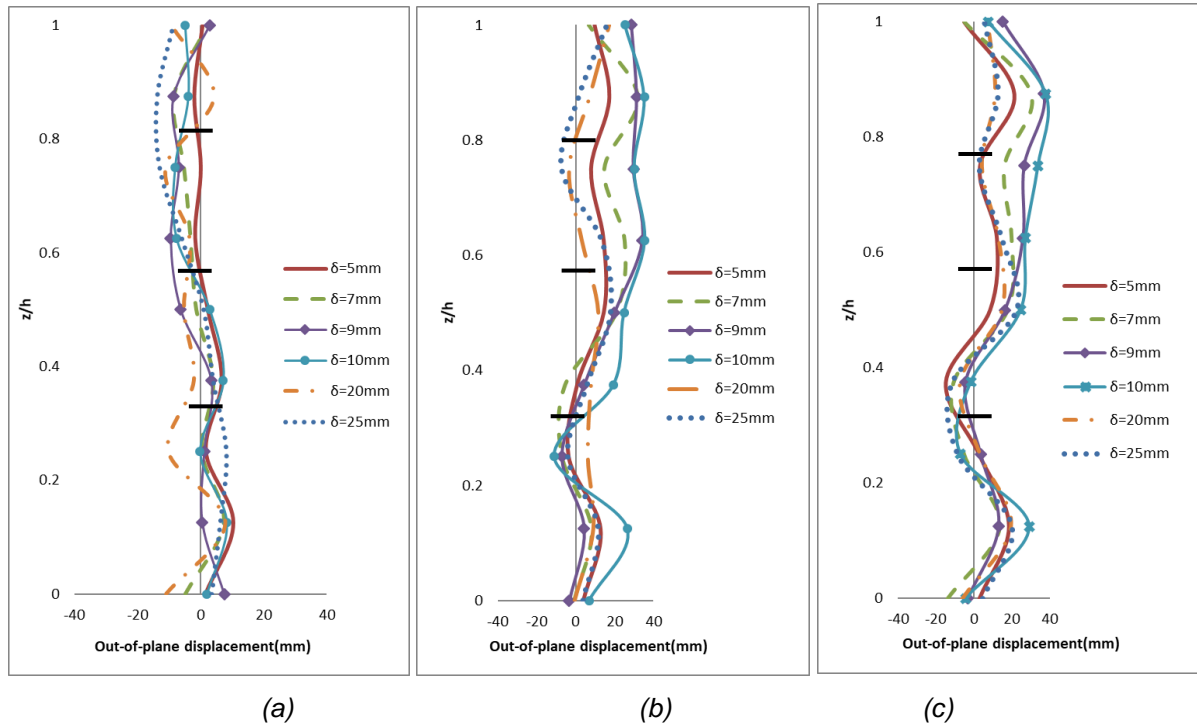 1
0.8
0.6
0.4
0.2
0
-40
-20
0
20
40
z/h
Out-of-plane displacement(mm)
δ=5mm
δ=7mm
δ=9mm
δ=10mm
δ=20mm
δ=25mm
(a)
1
0.8
0.6
0.4
0.2
0
-40
-20
0
20
40
z/h
Out-of-plane displacement(mm)
δ=5mm
δ=7mm
δ=9mm
δ=10mm
δ=20mm
δ=25mm
(b)
1
0.8
0.6
0.4
0.2
0
-40
-20
0
20
40
z/h
Out-of-plane displacement(mm)
δ=5mm
δ=7mm
δ=9mm
δ=10mm
δ=20mm
δ=25mm
(c)